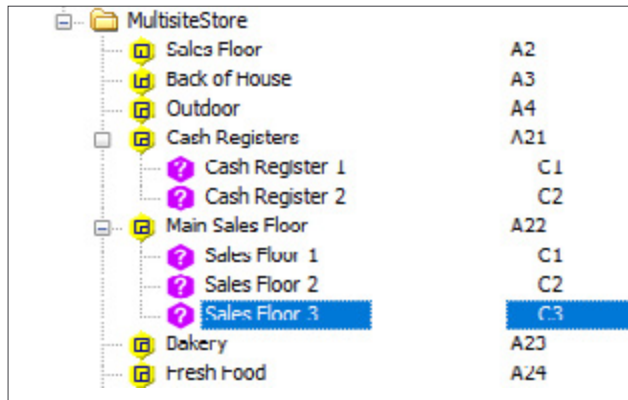 MultisiteStore
Sales Floor A2
Back of House A3
Outdoor A4
Cash Registers A21
Cash Register 1 C1
Cash Register 2 C2
Main Sales Floor A22
Sales Floor 1 C1
Sales Floor 2 C2
Sales Floor 3 C3
Bakery A23
Fresh Food A24